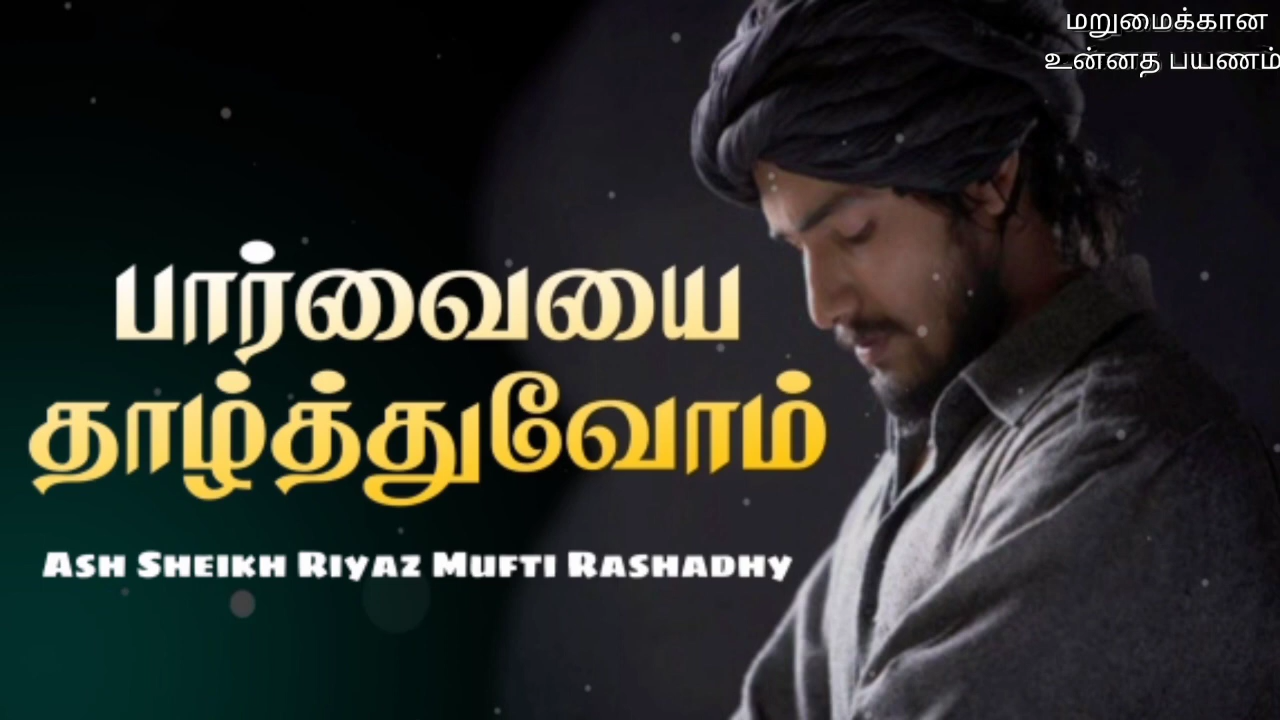 மறுமைக்கான
உன்னத பயணம்
பார்வையை
தாழ்த்துவோம்
Ash Sheikh Riyaz Mufti Rashadhy